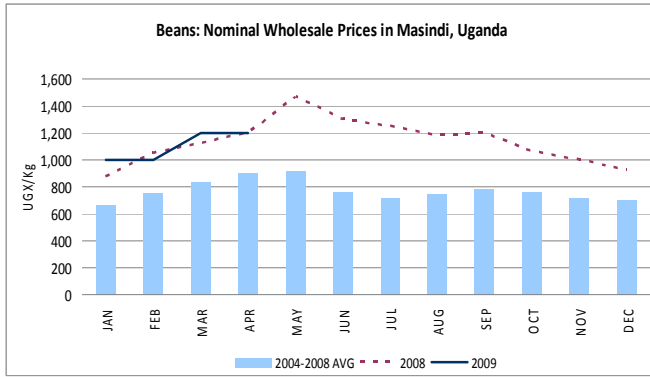 Beans: Nominal Wholesale Prices in Masindi, Uganda
UGX/Kg
1,600
1,400
1,200
1,000
800
600
400
200
0
JAN FEB MAR APR MAY JUN JUL AUG SEP OCT NOV DEC
2004-2008 AVG 2008 2009